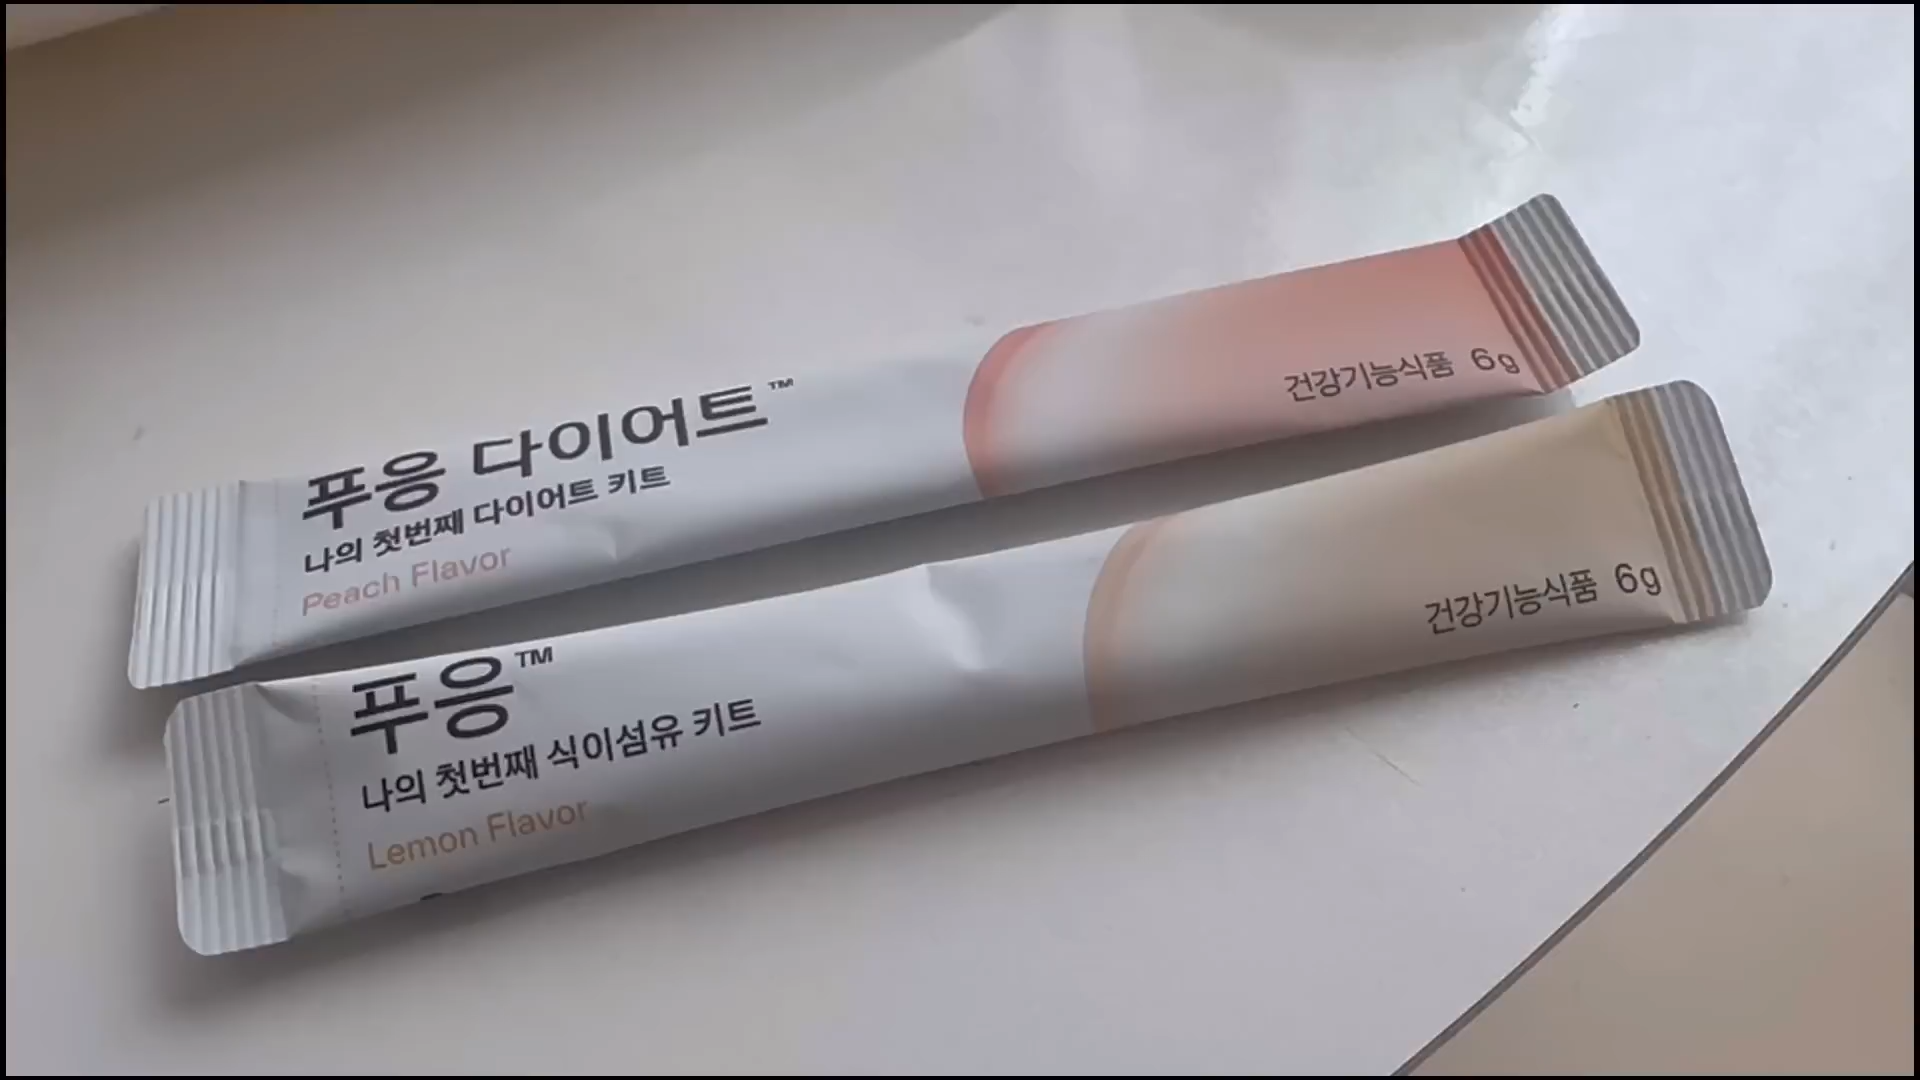 푸응 다이어트™
나의 첫번째 다이어트 키트
Peach Flavor
건강기능식품 6g
푸응™
나의 첫번째 식이섬유 키트
Lemon Flavor
건강기능식품 6g